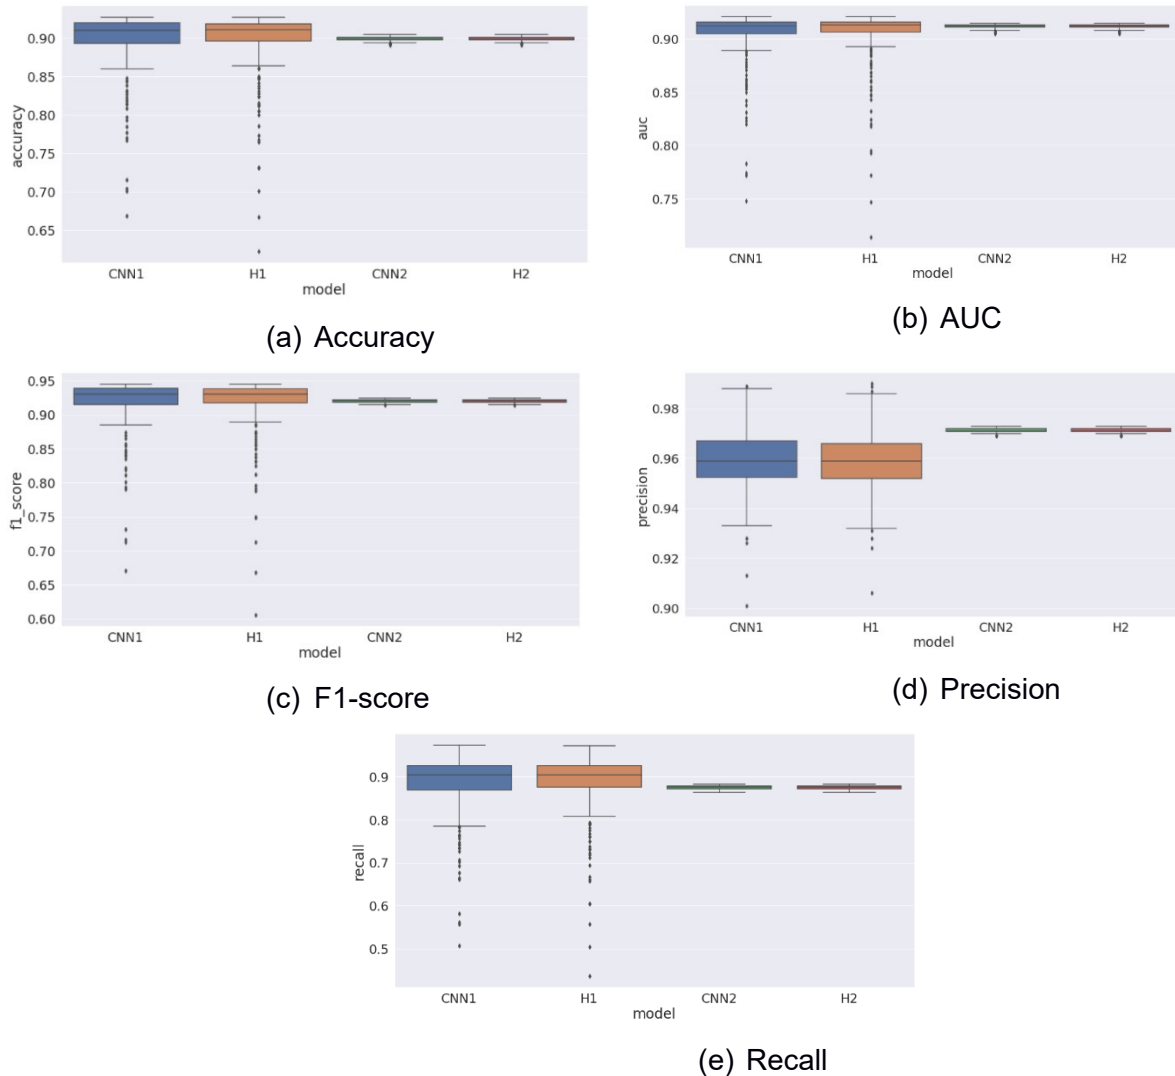 0.90
0.85
0.80
0.75
0.70
0.65
accuracy
CNN1 H1 CNN2 H2
model
(a) Accuracy
0.90
0.85
0.80
0.75
auc
CNN1 H1 CNN2 H2
model
(b) AUC
0.95
0.90
0.85
0.80
0.75
0.70
0.65
0.60
f1_score
CNN1 H1 CNN2 H2
model
(c) F1-score
0.98
0.96
0.94
0.92
0.90
precision
CNN1 H1 CNN2 H2
model
(d) Precision
0.9
0.8
0.7
0.6
0.5
recall
CNN1 H1 CNN2 H2
model
(e) Recall